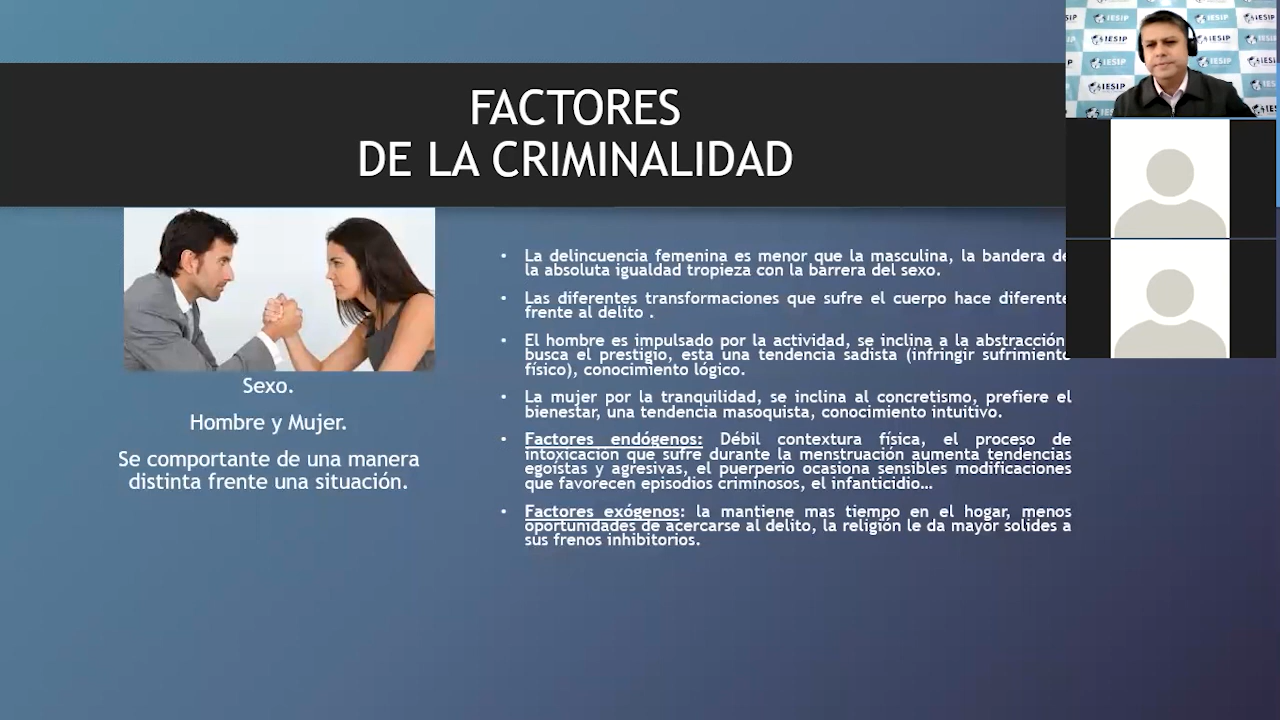 FACTORES
DE LA CRIMINALIDAD
Sexo.
Hombre y Mujer.
Se comportante de una manera
distinta frente una situación.
• La delincuencia femenina es menor que la masculina, la bandera de
la absoluta igualdad tropieza con la barrera del sexo.
• Las diferentes transformaciones que sufre el cuerpo hace diferente
frente al delito .
• El hombre es impulsado por la actividad, se inclina a la abstracción
busca el prestigio, esta una tendencia sadista (infringir sufrimiento
físico), conocimiento lógico.
• La mujer por la tranquilidad, se inclina al concretismo, prefiere el
bienestar, una tendencia masoquista, conocimiento intuitivo.
• Factores endógenos: Débil contextura física, el proceso de
intoxicación que sufre durante la menstruación aumenta tendencias
egoístas y agresivas, el puerperio ocasiona sensibles modificaciones
que favorecen episodios criminosos, el infanticidio...
• Factores exógenos: la mantiene mas tiempo en el hogar, menos
oportunidades de acercarse al delito, la religión le da mayor solides a
sus frenos inhibitorios.
IESIP
IESIP
IESIP
IESIP
IESIP